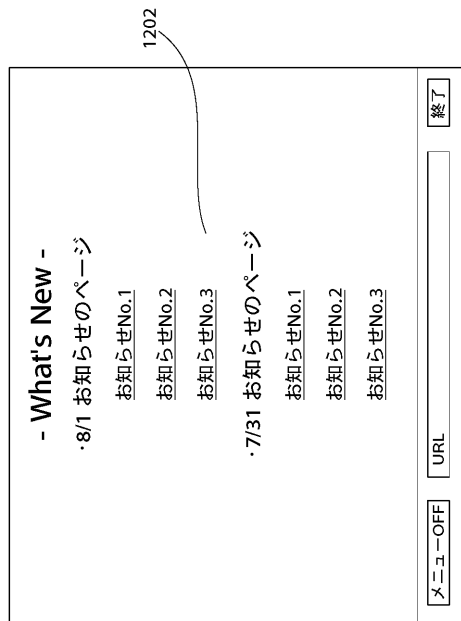 - What's New -
・8/1 お知らせのページ
お知らせNo.1
お知らせNo.2
お知らせNo.3
・7/31 お知らせのページ
お知らせNo.1
お知らせNo.2
お知らせNo.3
メニューOFF
URL
終了
1202